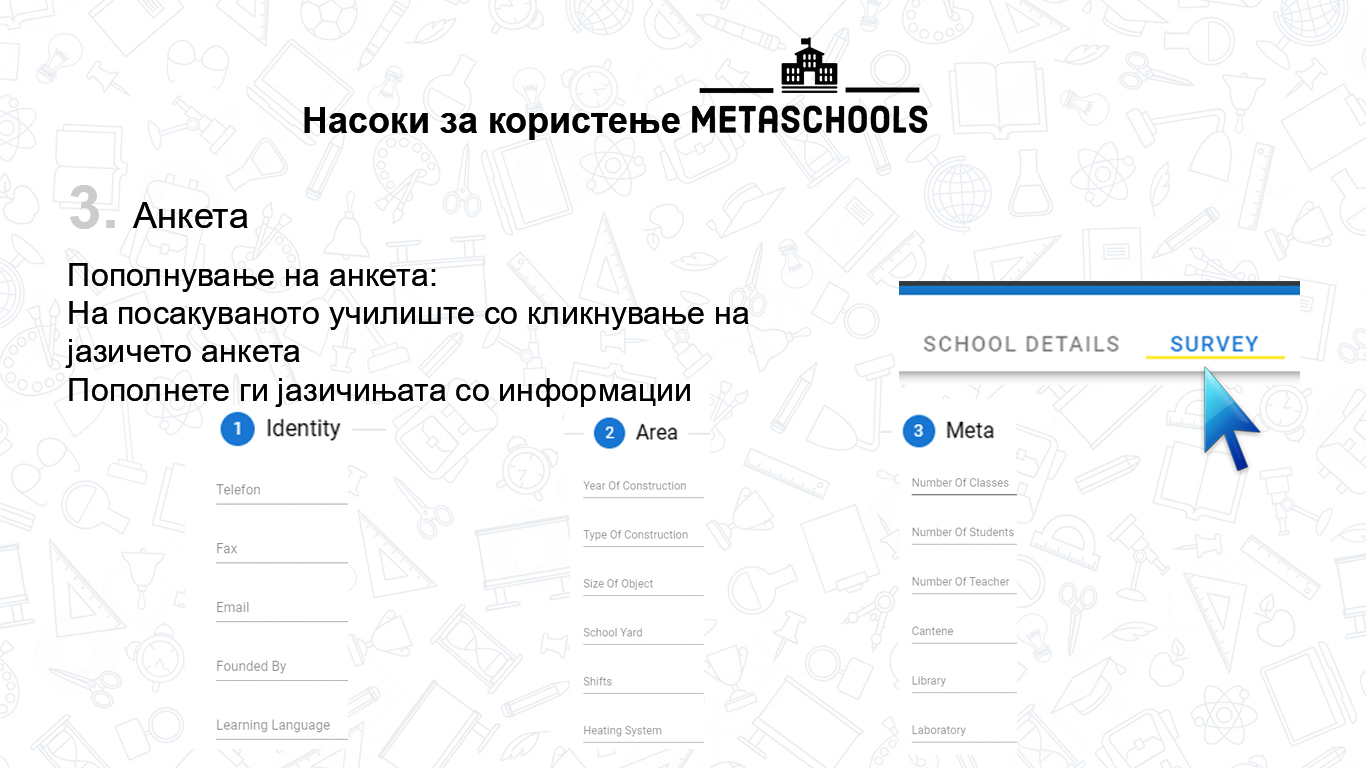 Насоки за користење METASCHOOLS
3. Анкета
Пополнување на анкета:
На посакуваното училиште со кликнување на
јазичето анкета
Пополнете ги јазичињата со информации
SCHOOL DETAILS SURVEY
1 Identity
Telefon
Fax
Email
Founded By
Learning Language
2 Area
Year Of Construction
Type Of Construction
Size Of Object
School Yard
Shifts
Heating System
3 Meta
Number Of Classes
Number Of Students
Number Of Teacher
Cantene
Library
Laboratory